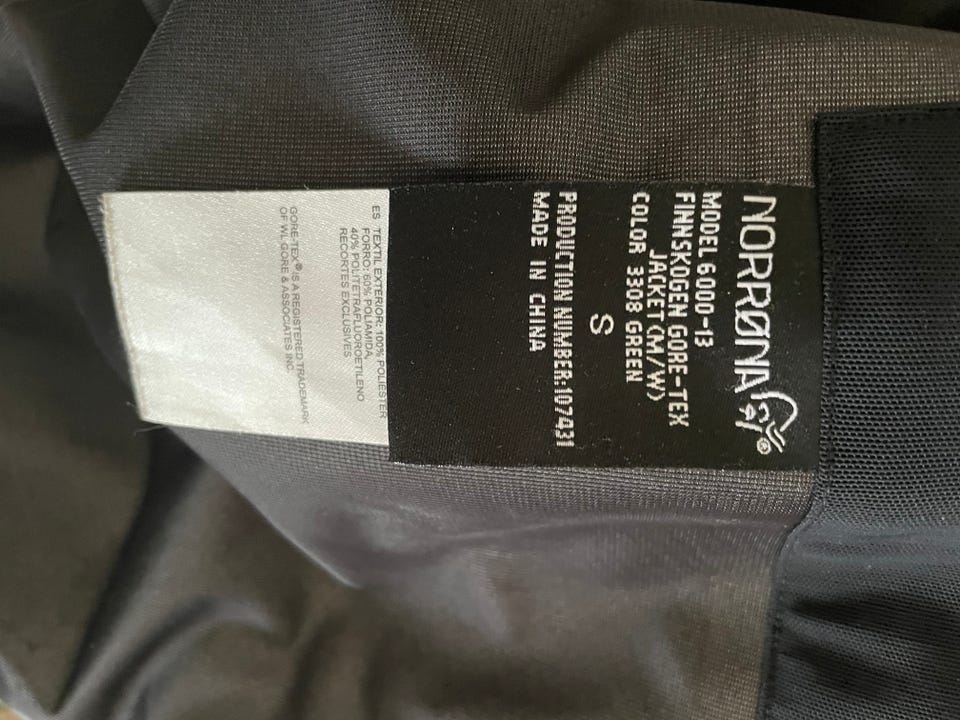 NORRØNA®
MODEL 6000-13
FINNSKOGEN GORE-TEX
JACKET (M/W)
COLOR 3308 GREEN
S
PRODUCTION NUMBER:107431
MADE IN CHINA
ES TEXTIL EXTERIOR: 100% POLIÉSTER
FORRO: 60% POLIAMIDA,
40% POLITETRAFLUOROETILENO
RECORTES EXCLUSIVES
GORE-TEX® IS A REGISTERED TRADEMARK
OF W.L GORE & ASSOCIATES INC.